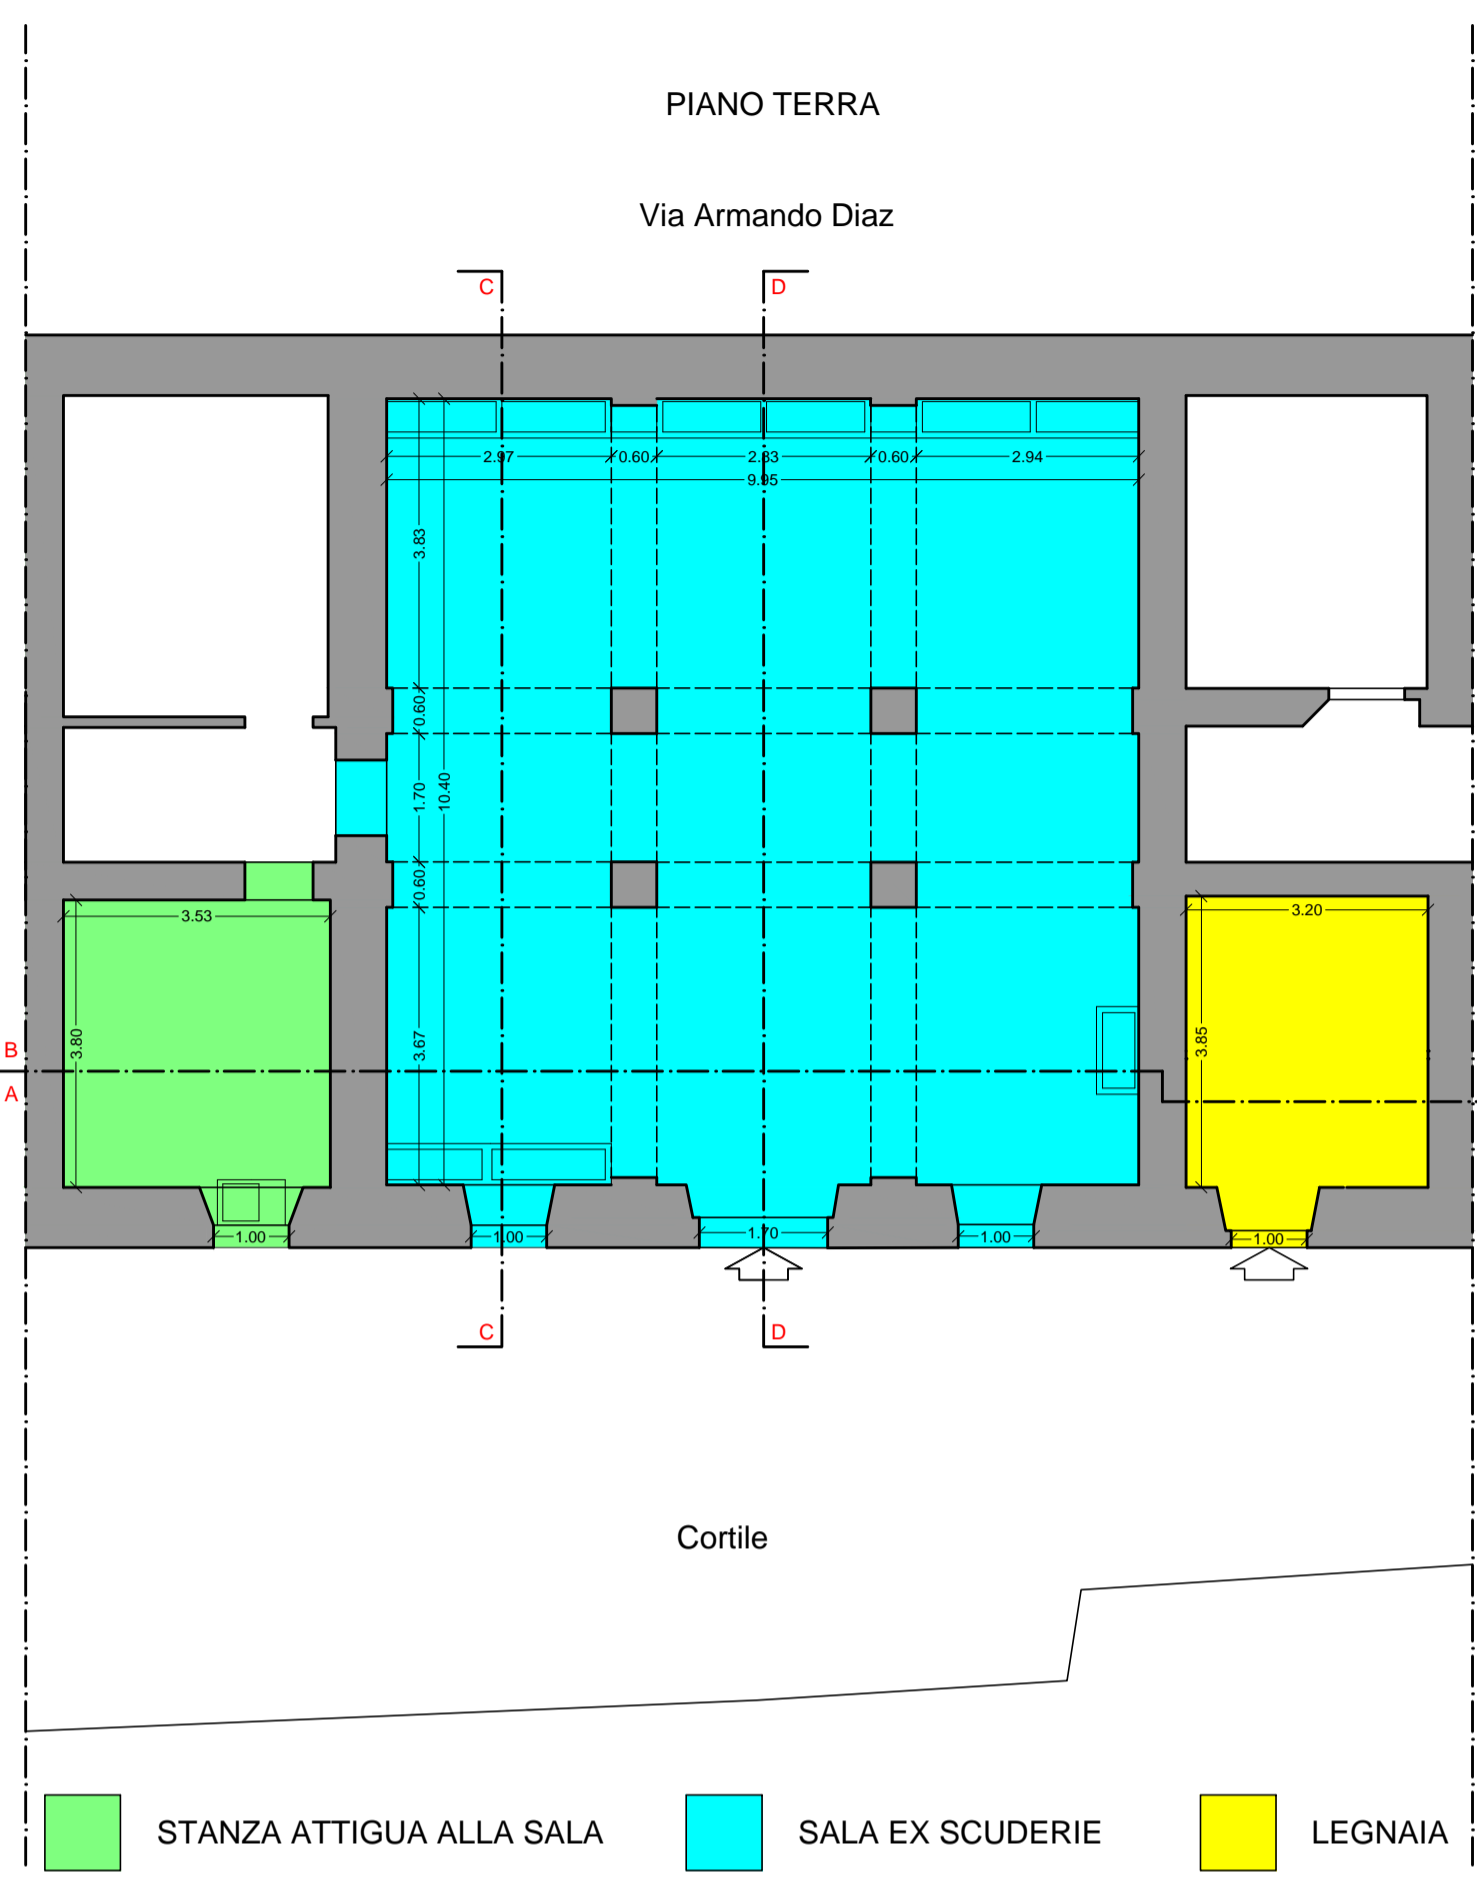 PIANO TERRA
Via Armando Diaz
C
D
2.97
0.60
2.83
0.60
2.94
9.95
3.83
0.60
1.70
10.40
0.60
3.67
3.53
3.80
3.20
3.85
B
A
1.00
1.00
1.70
1.00
1.00
C
D
Cortile
STANZA ATTIGUA ALLA SALA
SALA EX SCUDERIE
LEGNAIA